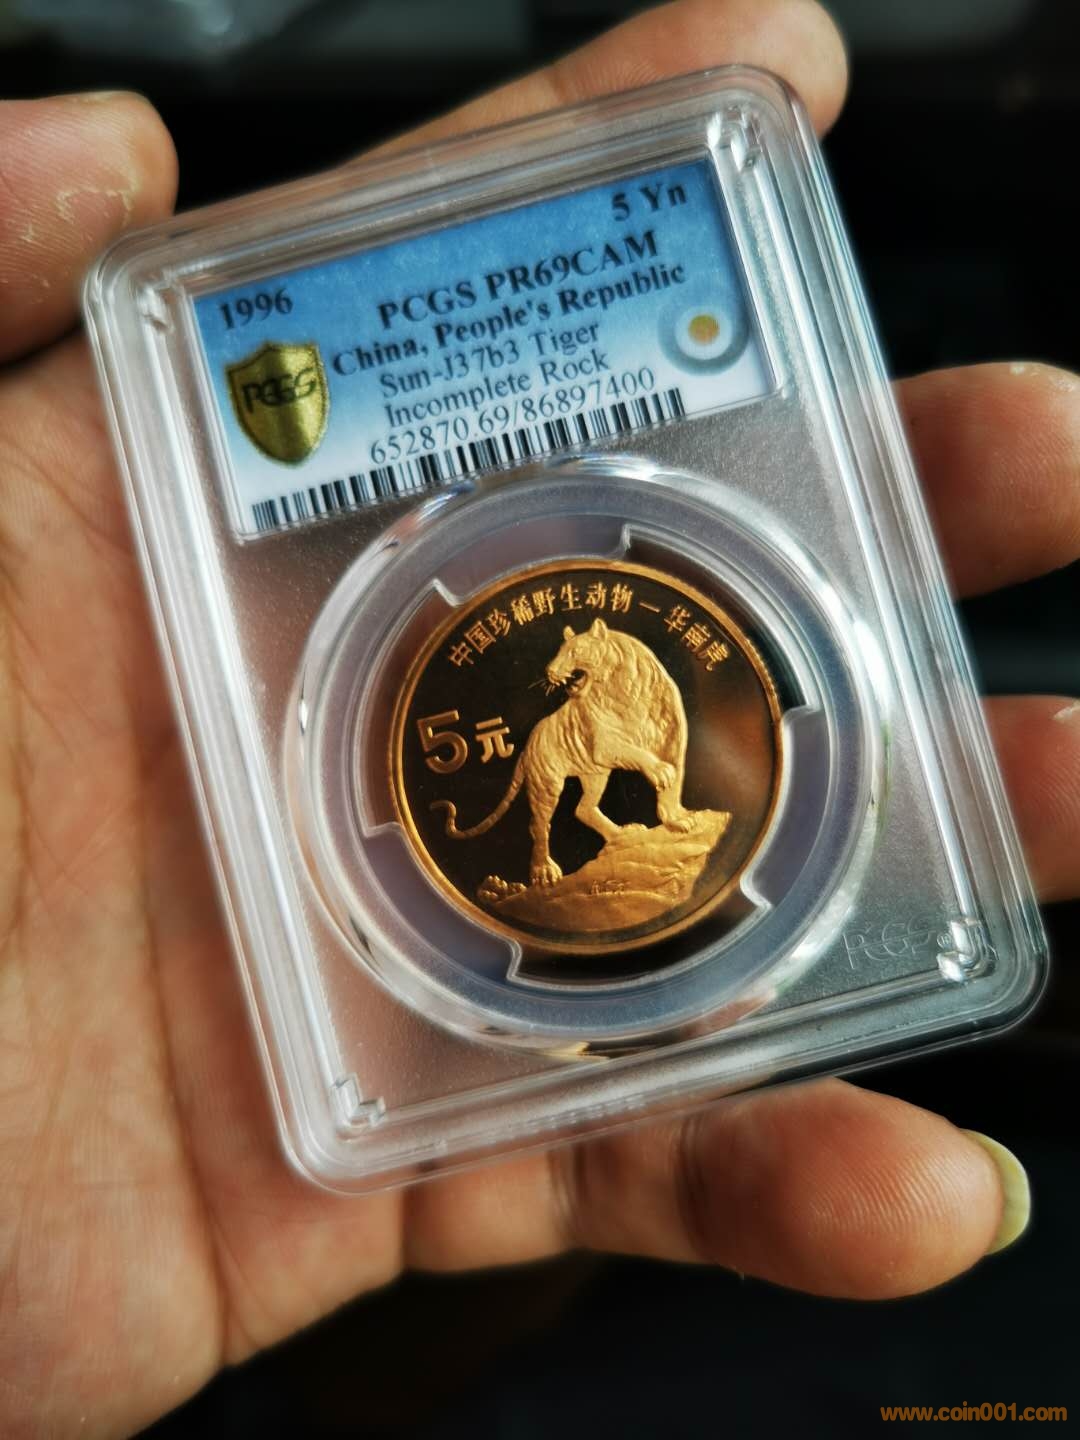 1996
5 Yn
PCGS PR69CAM
China, People's Republic
Sun-J37b3 Tiger
Incomplete Rock
652870.69/86897400
PCGS
中国珍稀野生动物—华南虎
5元
PCGS
www.coin001.com